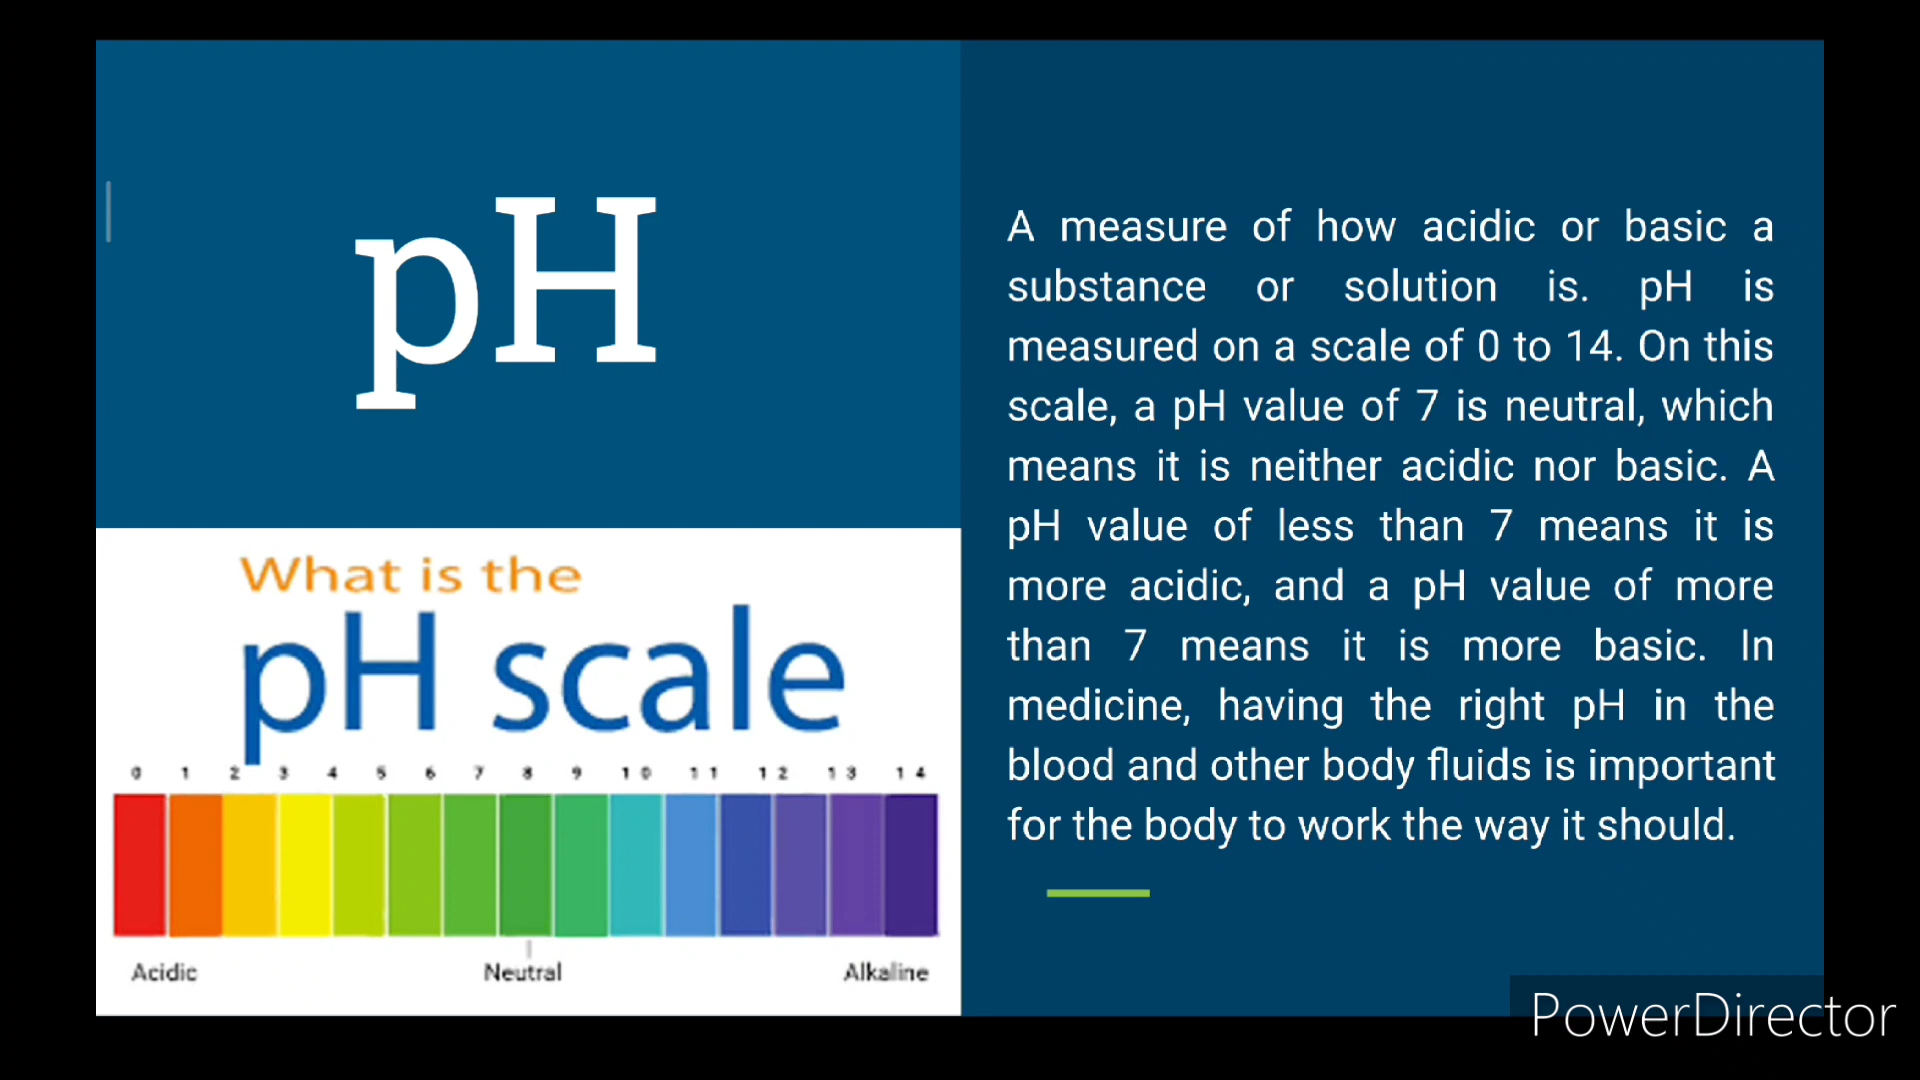 pH
What is the
pH scale
0 1 2 3 4 5 6 7 8 9 10 11 12 13 14
Acidic Neutral Alkaline
A measure of how acidic or basic a
substance or solution is. pH is
measured on a scale of 0 to 14. On this
scale, a pH value of 7 is neutral, which
means it is neither acidic nor basic. A
pH value of less than 7 means it is
more acidic, and a pH value of more
than 7 means it is more basic. In
medicine, having the right pH in the
blood and other body fluids is important
for the body to work the way it should.
PowerDirector